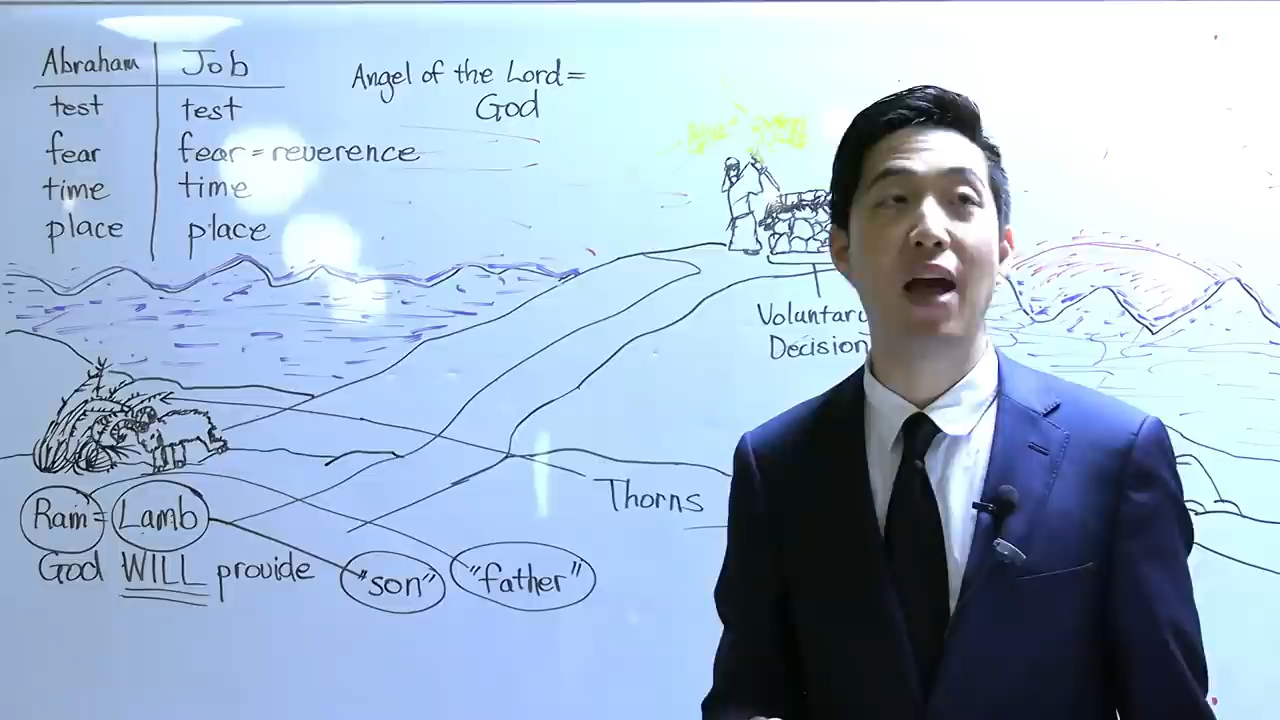 Abraham Job
test test
fear fear = reverence
time time
place place
Angel of the Lord =
God
Voluntary
Decision
Thorns
Ram = Lamb
God WILL provide
"son" "father"